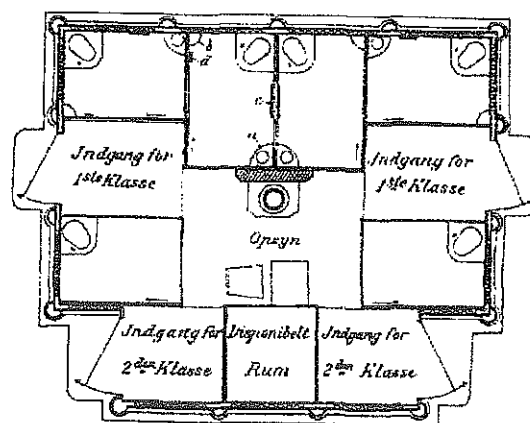 b
d
c
a
Indgang for
1ste Klasse
Indgang for
1ste Klasse
Opsyn
Indgang for
2den Klasse
Disponibelt
Rum
Indgang for
2den Klasse